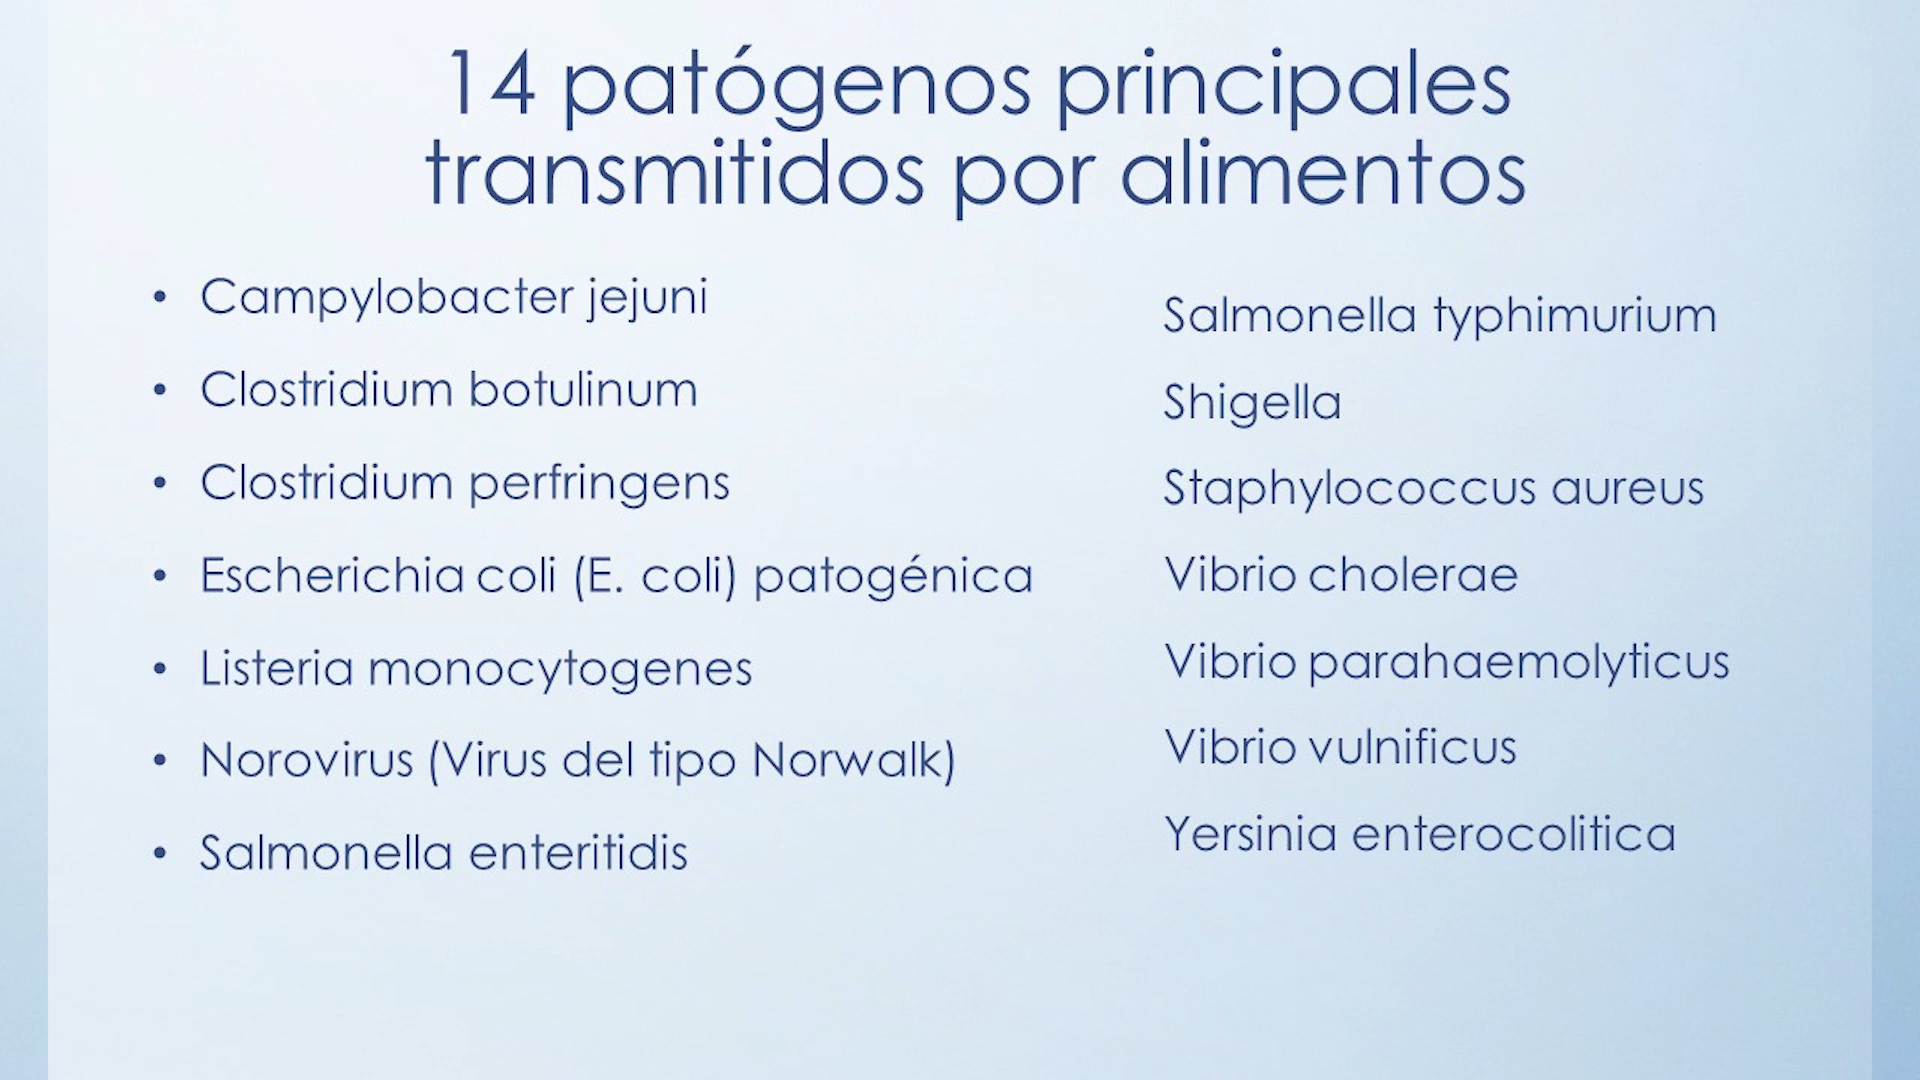 14 patógenos principales
transmitidos por alimentos
• Campylobacter jejuni
• Clostridium botulinum
• Clostridium perfringens
• Escherichia coli (E. coli) patogénica
• Listeria monocytogenes
• Norovirus (Virus del tipo Norwalk)
• Salmonella enteritidis
Salmonella typhimurium
Shigella
Staphylococcus aureus
Vibrio cholerae
Vibrio parahaemolyticus
Vibrio vulnificus
Yersinia enterocolitica